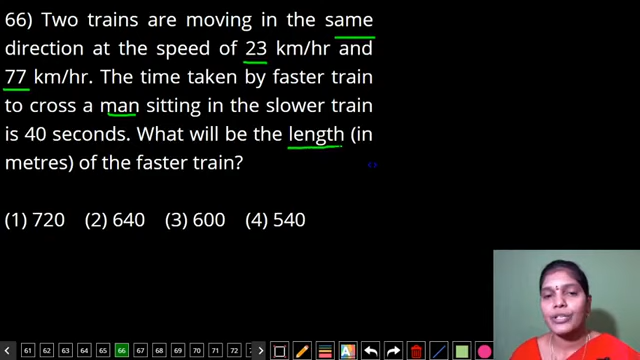 66) Two trains are moving in the same
direction at the speed of 23 km/hr and
77 km/hr. The time taken by faster train
to cross a man sitting in the slower train
is 40 seconds. What will be the length (in
metres) of the faster train?
(1) 720 (2) 640 (3) 600 (4) 540
61 62 63 64 65 66 67 68 69 70 71 72 7